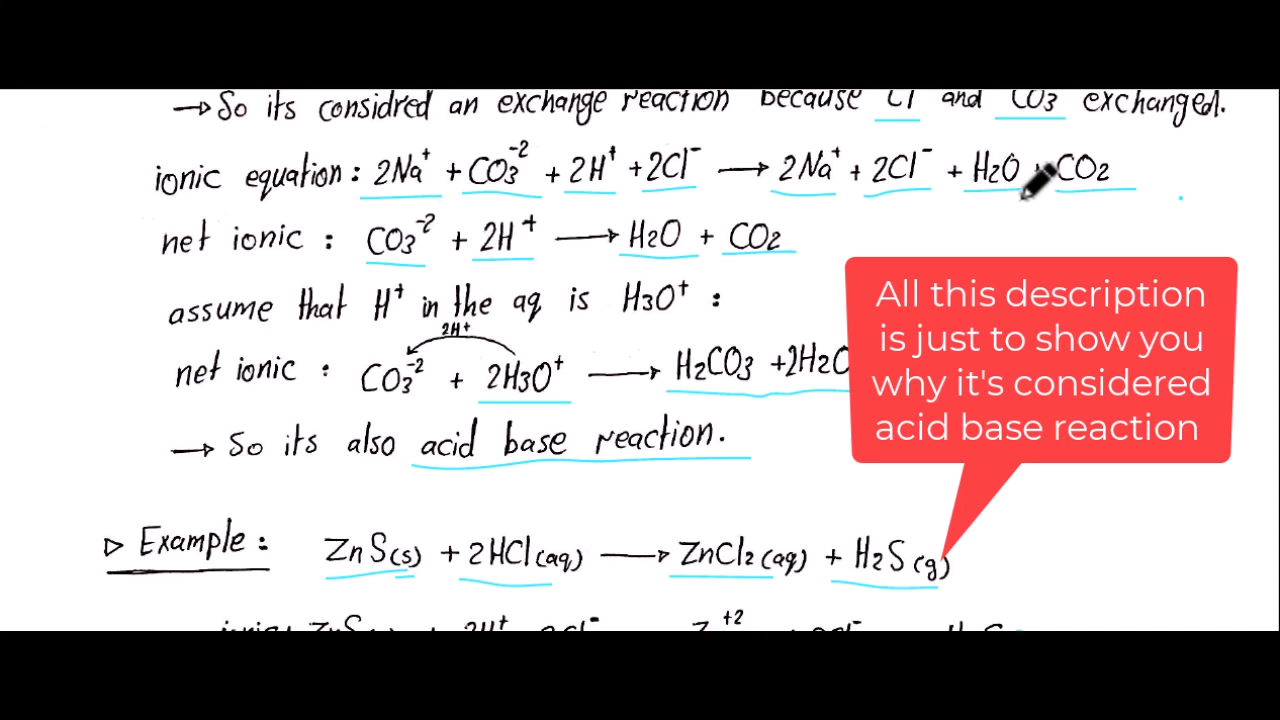 → So its considred an exchange reaction because Cl and CO3 exchanged.
ionic equation: 2Na⁺ + CO₃⁻² + 2H⁺ + 2Cl⁻ → 2Na⁺ + 2Cl⁻ + H2O + CO2
net ionic : CO₃⁻² + 2H⁺ → H2O + CO2
assume that H⁺ in the aq is H3O⁺ :
2H+
net ionic : CO₃⁻² + 2H3O⁺ → H2CO3 +2H2O
→ So its also acid base reaction.
All this description
is just to show you
why it's considered
acid base reaction
▷ Example: ZnS(s) + 2HCl(aq) → ZnCl2(aq) + H2S(g)